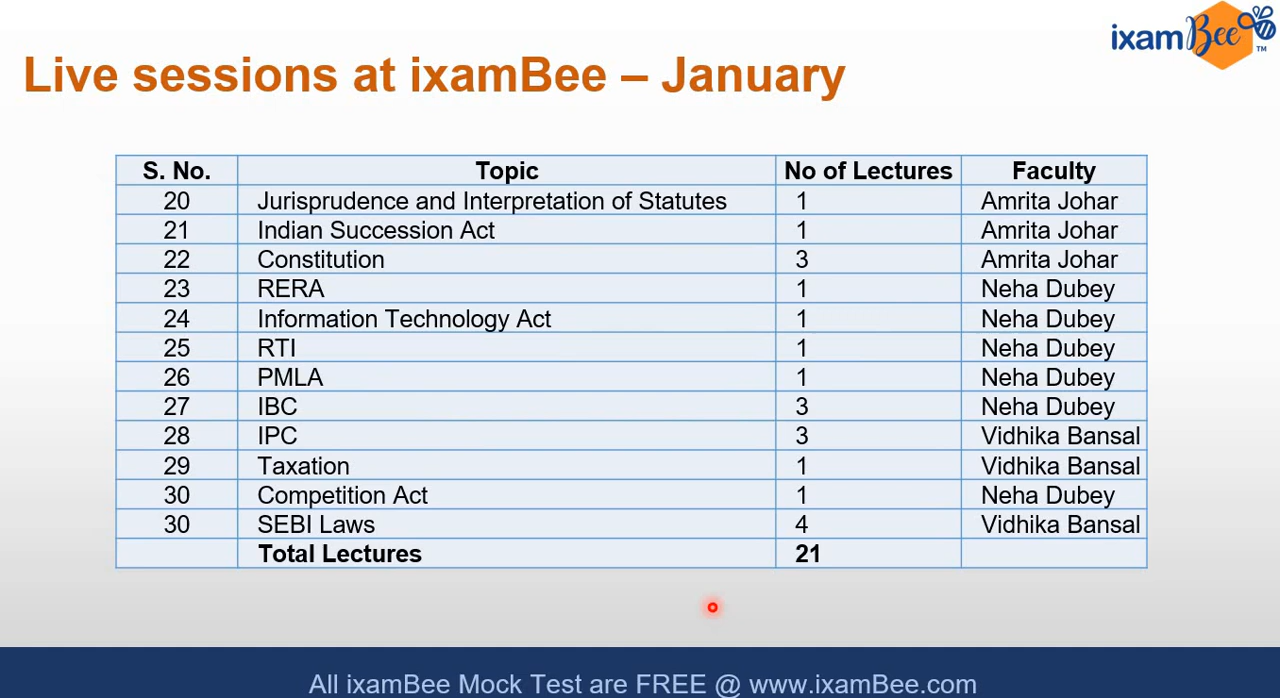 ixamBee
TM
Live sessions at ixamBee – January
S. No. Topic No of Lectures Faculty
20 Jurisprudence and Interpretation of Statutes 1 Amrita Johar
21 Indian Succession Act 1 Amrita Johar
22 Constitution 3 Amrita Johar
23 RERA 1 Neha Dubey
24 Information Technology Act 1 Neha Dubey
25 RTI 1 Neha Dubey
26 PMLA 1 Neha Dubey
27 IBC 3 Neha Dubey
28 IPC 3 Vidhika Bansal
29 Taxation 1 Vidhika Bansal
30 Competition Act 1 Neha Dubey
30 SEBI Laws 4 Vidhika Bansal
Total Lectures 21
All ixamBee Mock Test are FREE @ www.ixamBee.com